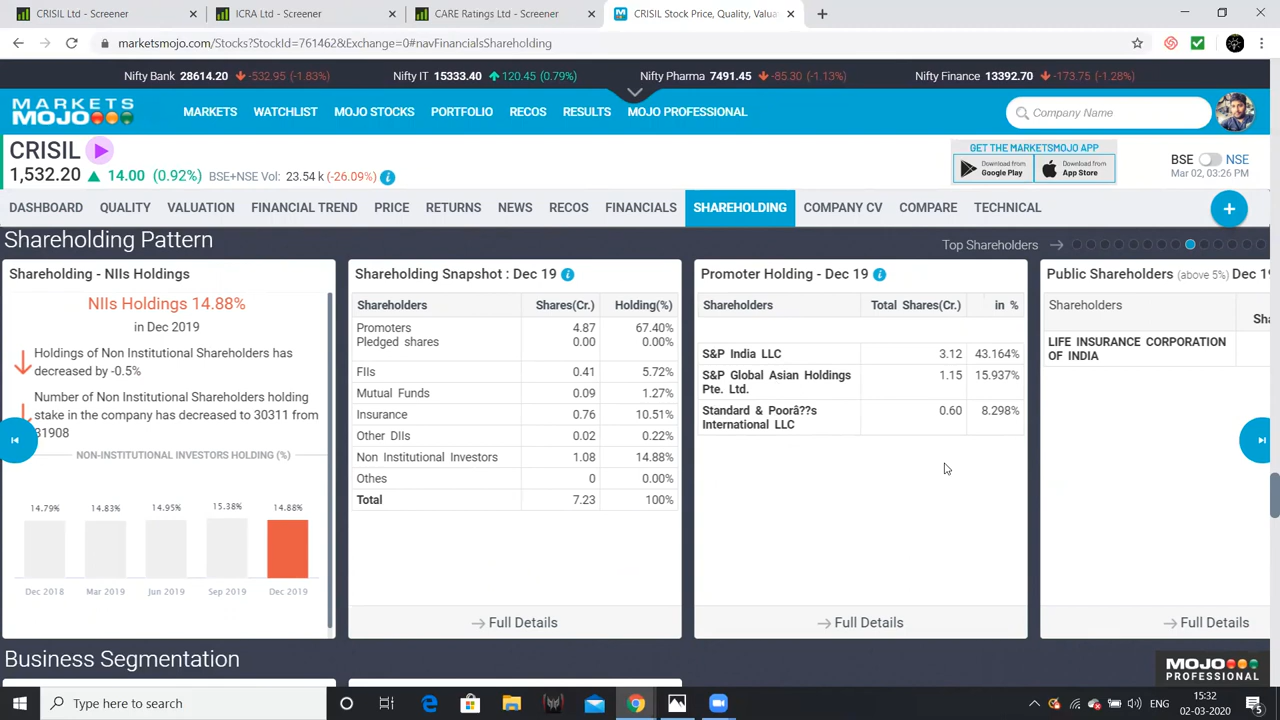 CRISIL Ltd - Screener
ICRA Ltd - Screener
CARE Ratings Ltd - Screener
CRISIL Stock Price, Quality, Valua
marketsmojo.com/Stocks?StockId=761462&Exchange=0#navFinancialsShareholding
Nifty Bank 28614.20 -532.95 (-1.83%)
Nifty IT 15333.40 120.45 (0.79%)
Nifty Pharma 7491.45 -85.30 (-1.13%)
Nifty Finance 13392.70 -173.75 (-1.28%)
MARKETS
MOJO
MARKETS WATCHLIST MOJO STOCKS PORTFOLIO RECOS RESULTS MOJO PROFESSIONAL
Company Name
CRISIL
1,532.20 14.00 (0.92%) BSE+NSE Vol: 23.54 k (-26.09%)
GET THE MARKETSMOJO APP
Download from
Google Play
Download from
App Store
BSE NSE
Mar 02, 03:26 PM
DASHBOARD QUALITY VALUATION FINANCIAL TREND PRICE RETURNS NEWS RECOS FINANCIALS SHAREHOLDING COMPANY CV COMPARE TECHNICAL
Shareholding Pattern
Top Shareholders
Shareholding - NIIs Holdings
NIIs Holdings 14.88%
in Dec 2019
Holdings of Non Institutional Shareholders has
decreased by -0.5%
Number of Non Institutional Shareholders holding
stake in the company has decreased to 30311 from
31908
NON-INSTITUTIONAL INVESTORS HOLDING (%)
14.79% 14.83% 14.95% 15.38% 14.88%
Dec 2018 Mar 2019 Jun 2019 Sep 2019 Dec 2019
Shareholding Snapshot : Dec 19
Shareholders Shares(Cr.) Holding(%)
Promoters 4.87 67.40%
Pledged shares 0.00 0.00%
FIIs 0.41 5.72%
Mutual Funds 0.09 1.27%
Insurance 0.76 10.51%
Other DIIs 0.02 0.22%
Non Institutional Investors 1.08 14.88%
Othes 0 0.00%
Total 7.23 100%
Full Details
Promoter Holding - Dec 19
Shareholders Total Shares(Cr.) in %
S&P India LLC 3.12 43.164%
S&P Global Asian Holdings 1.15 15.937%
Pte. Ltd.
Standard & Poorâ??s 0.60 8.298%
International LLC
Full Details
Public Shareholders (above 5%) Dec 1
Shareholders
Sha
LIFE INSURANCE CORPORATION
OF INDIA
Full Details
Business Segmentation
MOJO
PROFESSIONAL
Type here to search
ENG
15:32
02-03-2020
5